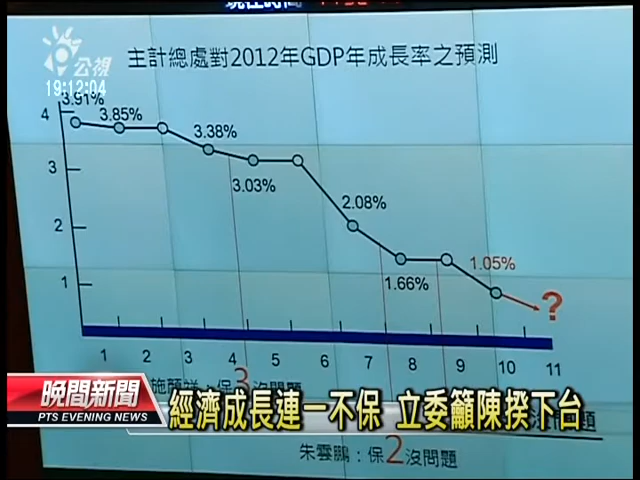 公視
19:12:04
主計總處對2012年GDP年成長率之預測
4
3
2
1
3.91%
3.85%
3.38%
3.03%
2.08%
1.66%
1.05%
?
1 2 3 4 5 6 7 8 9 10 11
保3沒問題
晚間新聞
PTS EVENING NEWS
經濟成長連一不保 立委籲陳揆下台
問題
朱雲鵬：保2沒問題